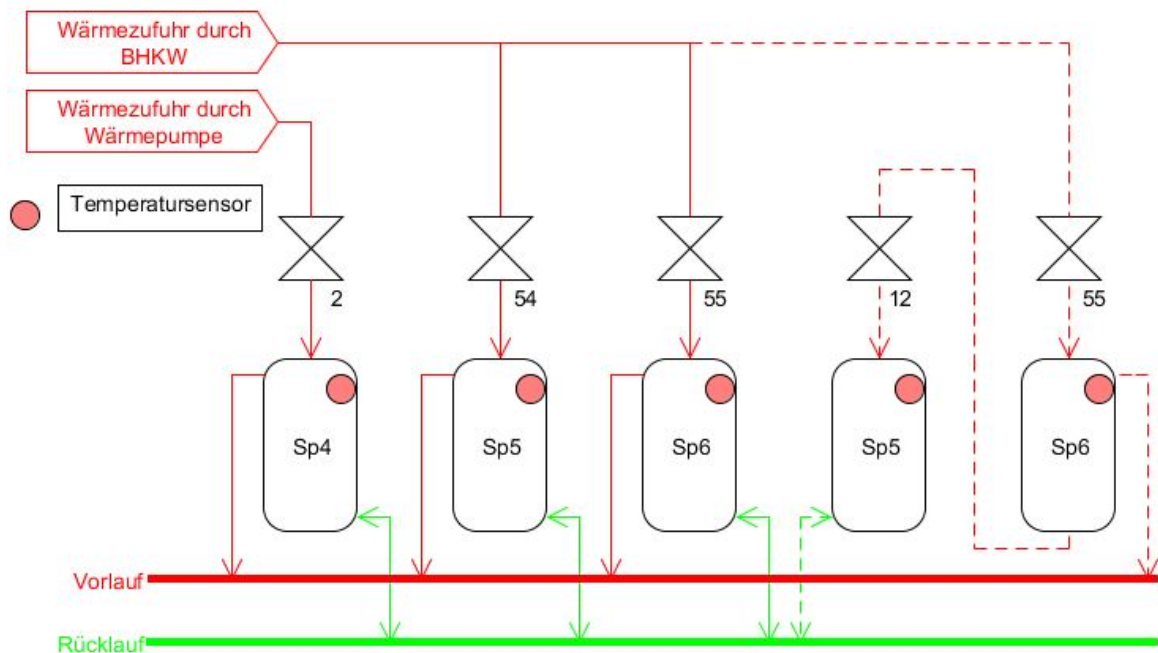 Wärmezufuhr durch
BHKW
Wärmezufuhr durch
Wärmepumpe
Temperatursensor
2
54
55
12
55
Sp4
Sp5
Sp6
Sp5
Sp6
Vorlauf
Rücklauf